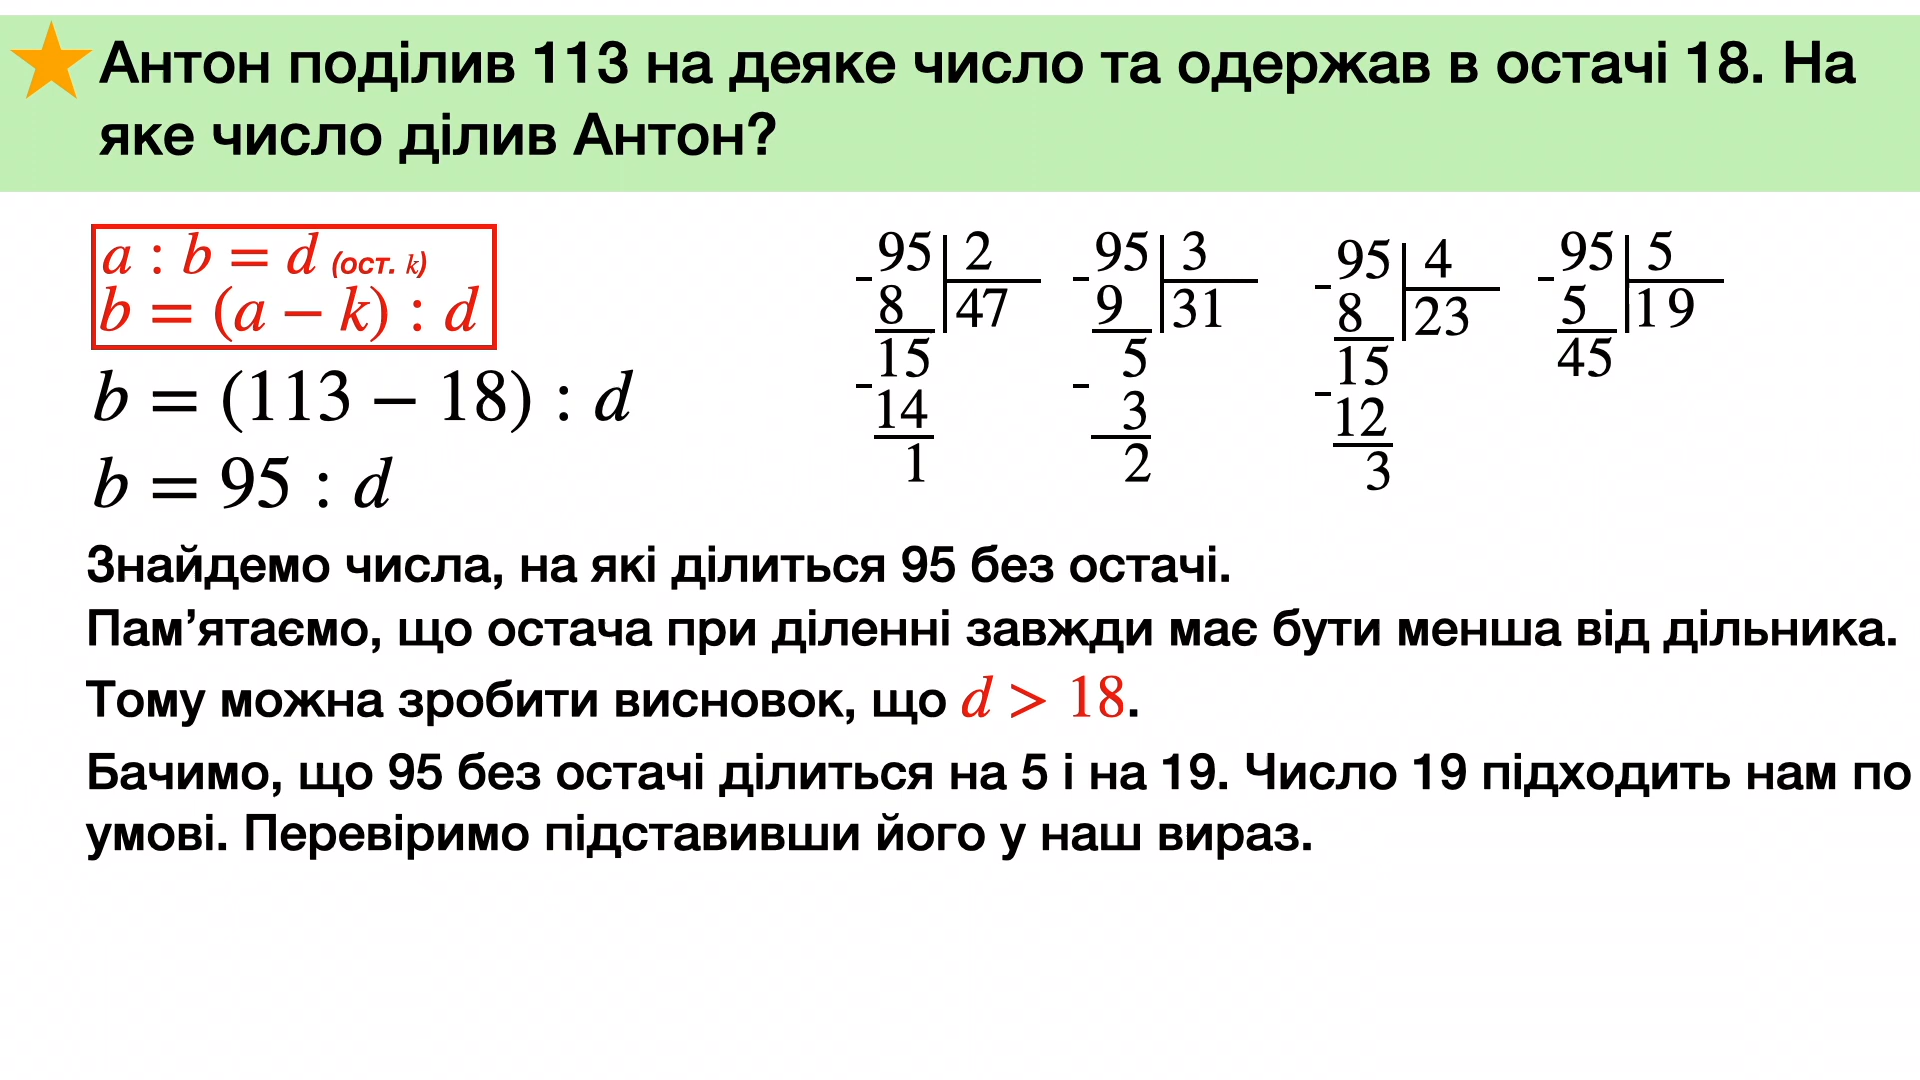 Антон поділив 113 на деяке число та одержав в остачі 18. На
яке число ділив Антон?
a : b = d (ост. k)
b = (a − k) : d
b = (113 − 18) : d
b = 95 : d
95 2
- 8 47
15
- 14
1
95 3
- 9 31
5
- 3
2
95 4
- 8 23
15
- 12
3
95 5
- 5 19
45
Знайдемо числа, на які ділиться 95 без остачі.
Пам’ятаємо, що остача при діленні завжди має бути менша від дільника.
Тому можна зробити висновок, що d > 18.
Бачимо, що 95 без остачі ділиться на 5 і на 19. Число 19 підходить нам по
умові. Перевіримо підставивши його у наш вираз.